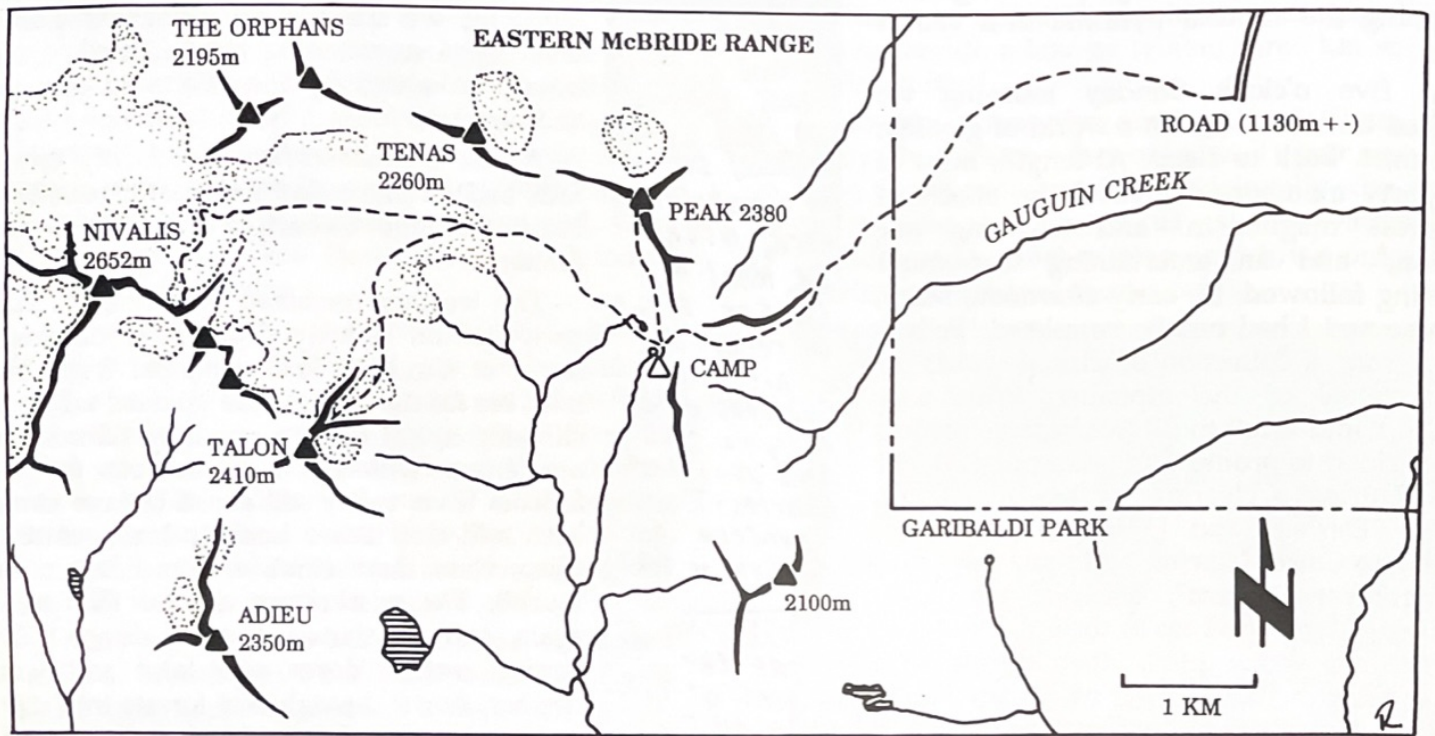 THE ORPHANS
2195m
EASTERN McBRIDE RANGE
ROAD (1130m+-)
TENAS
2260m
GAUGUIN CREEK
PEAK 2380
NIVALIS
2652m
CAMP
TALON
2410m
GARIBALDI PARK
2100m
ADIEU
2350m
N
1 KM
R